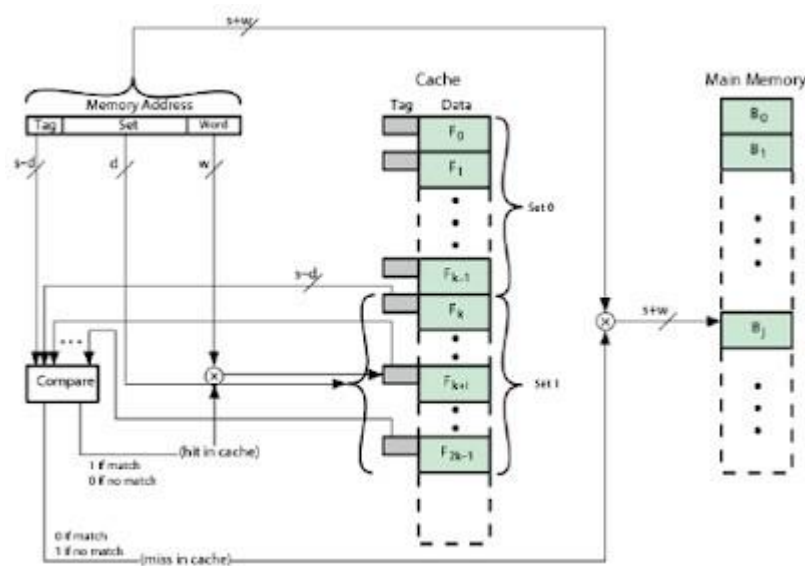 s+w
Cache
Main Memory
Memory Address
Tag Data
Tag Set Word
F0
B0
F1
B1
s−d
d
w
Set 0
s−d
Fk−1
Fk
s+w
Bj
Compare
Fk+i
Set 1
(hit in cache)
F2k−1
1 if match
0 if no match
0 if match
1 if no match
(miss in cache)